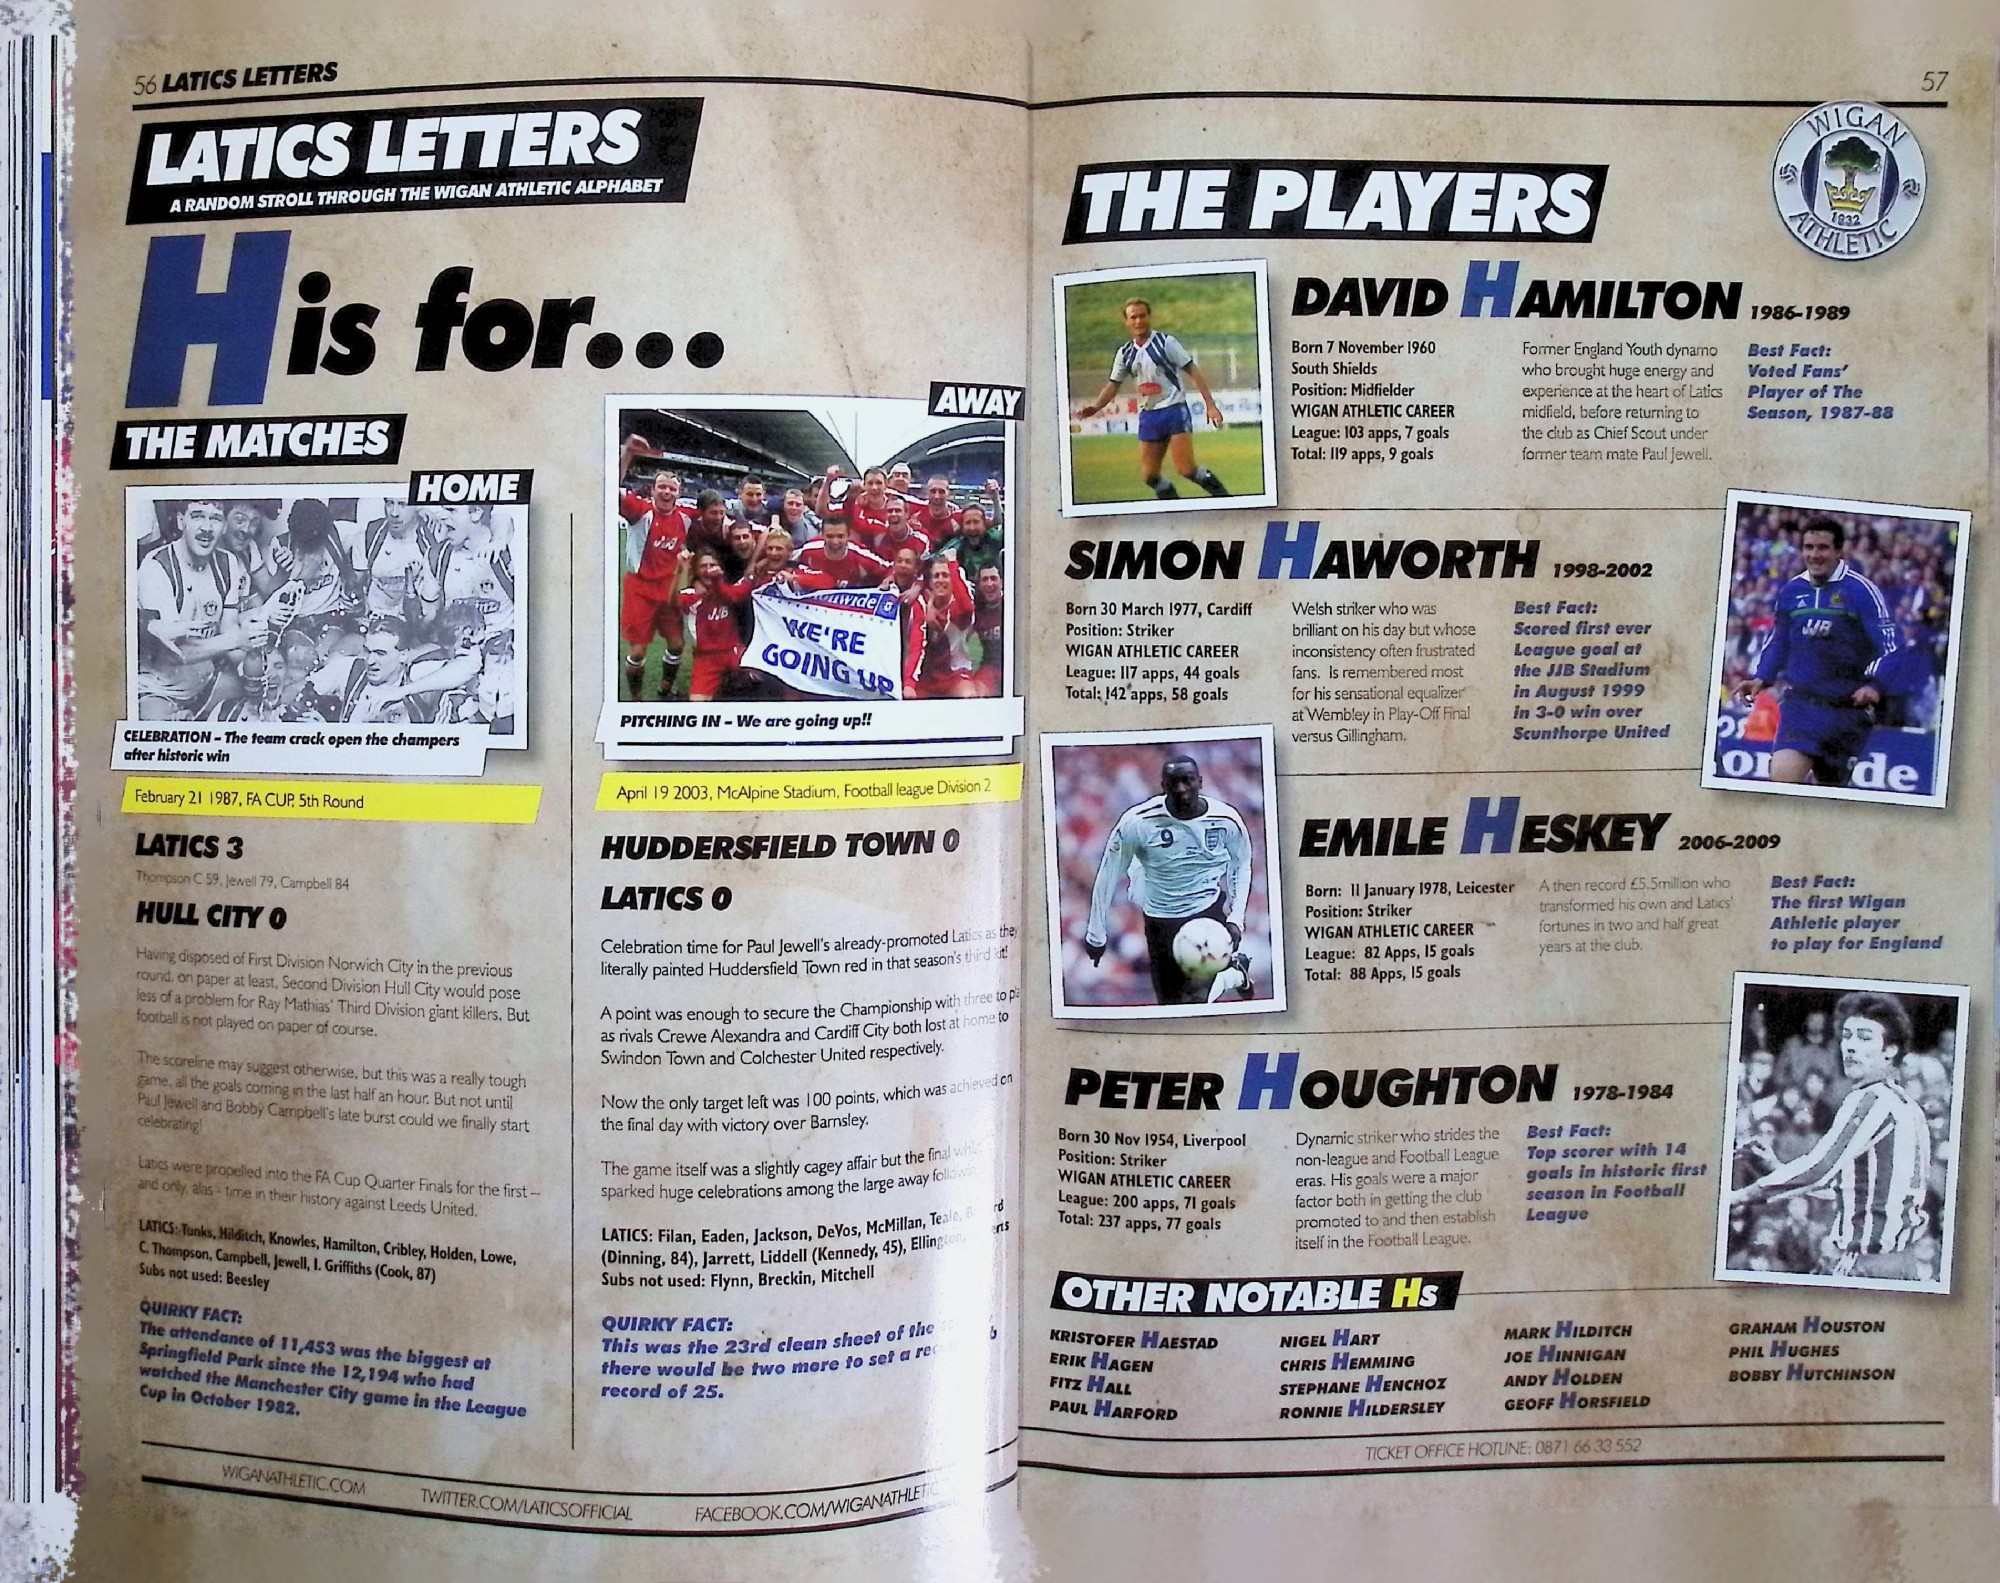 56 LATICS LETTERS
LATICS LETTERS
A RANDOM STROLL THROUGH THE WIGAN ATHLETIC ALPHABET
H is for...
THE MATCHES
HOME
CELEBRATION - The team crack open the champers
after historic win
February 21 1987, FA CUP, 5th Round
LATICS 3
Thompson C 59, Jewell 79, Campbell 84
HULL CITY 0
Having disposed of First Division Norwich City in the previous
round, on paper at least, Second Division Hull City would pose
less of a problem for Ray Mathias' Third Division giant killers. But
football is not played on paper of course.
The scoreline may suggest otherwise, but this was a really tough
game, all the goals coming in the last half an hour. But not until
Paul Jewell and Bobby Campbell's late burst could we finally start
celebrating!
Latics were propelled into the FA Cup Quarter Finals for the first –
and only, alas - time in their history against Leeds United.
LATICS: Tunks, Hilditch, Knowles, Hamilton, Cribley, Holden, Lowe,
C. Thompson, Campbell, Jewell, I. Griffiths (Cook, 87)
Subs not used: Beesley
QUIRKY FACT:
The attendance of 11,453 was the biggest at
Springfield Park since the 12,194 who had
watched the Manchester City game in the League
Cup in October 1982.
AWAY
JJB
JJB
nwide
WE'RE
GOING UP
PITCHING IN - We are going up!!
April 19 2003, McAlpine Stadium, Football league Division 2
HUDDERSFIELD TOWN 0
LATICS 0
Celebration time for Paul Jewell's already-promoted Latics as they
literally painted Huddersfield Town red in that season's third kit!
A point was enough to secure the Championship with three to
as rivals Crewe Alexandra and Cardiff City both lost at home to
Swindon Town and Colchester United respectively.
Now the only target left was 100 points, which was achieved on
the final day with victory over Barnsley.
The game itself was a slightly cagey affair but the final
sparked huge celebrations among the large away
LATICS: Filan, Eaden, Jackson, DeVos, McMillan, Teale,
(Dinning, 84), Jarrett, Liddell (Kennedy, 45),
Subs not used: Flynn, Breckin, Mitchell
QUIRKY FACT:
This was the 23rd clean sheet of the
there would be two more to set a
record of 25.
WIGANATHLETIC.COM
TWITTER.COM/LATICSOFFICIAL
FACEBOOK.COM/WIGANATHLETIC
57
WIGAN
ATHLETIC
1932
THE PLAYERS
DAVID HAMILTON 1986-1989
Born 7 November 1960
South Shields
Position: Midfielder
WIGAN ATHLETIC CAREER
League: 103 apps, 7 goals
Total: 119 apps, 9 goals
Former England Youth dynamo
who brought huge energy and
experience at the heart of Latics
midfield, before returning to
the club as Chief Scout under
former team mate Paul Jewell.
Best Fact:
Voted Fans'
Player of The
Season, 1987-88
SIMON HAWORTH 1998-2002
Born 30 March 1977, Cardiff
Position: Striker
WIGAN ATHLETIC CAREER
League: 117 apps, 44 goals
Total: 142 apps, 58 goals
Welsh striker who was
brilliant on his day but whose
inconsistency often frustrated
fans. Is remembered most
for his sensational equalizer
at Wembley in Play-Off Final
versus Gillingham.
Best Fact:
Scored first ever
League goal at
the JJB Stadium
in August 1999
in 3-0 win over
Scunthorpe United
JJB
de
9
EMILE HESKEY 2006-2009
Born: 11 January 1978, Leicester
Position: Striker
WIGAN ATHLETIC CAREER
League: 82 Apps, 15 goals
Total: 88 Apps, 15 goals
A then record £5.5million who
transformed his own and Latics'
fortunes in two and half great
years at the club.
Best Fact:
The first Wigan
Athletic player
to play for England
PETER HOUGHTON 1978-1984
Born 30 Nov 1954, Liverpool
Position: Striker
WIGAN ATHLETIC CAREER
League: 200 apps, 71 goals
Total: 237 apps, 77 goals
Dynamic striker who strides the
non-league and Football League
eras. His goals were a major
factor both in getting the club
promoted to and then establish
itself in the Football League.
Best Fact:
Top scorer with 14
goals in historic first
season in Football
League
OTHER NOTABLE Hs
KRISTOFER HAESTAD
ERIK HAGEN
FITZ HALL
PAUL HARFORD
NIGEL HART
CHRIS HEMMING
STEPHANE HENCHOZ
RONNIE HILDERSLEY
MARK HILDITCH
JOE HINNIGAN
ANDY HOLDEN
GEOFF HORSFIELD
GRAHAM HOUSTON
PHIL HUGHES
BOBBY HUTCHINSON
TICKET OFFICE HOTLINE: 0871 66 33 552